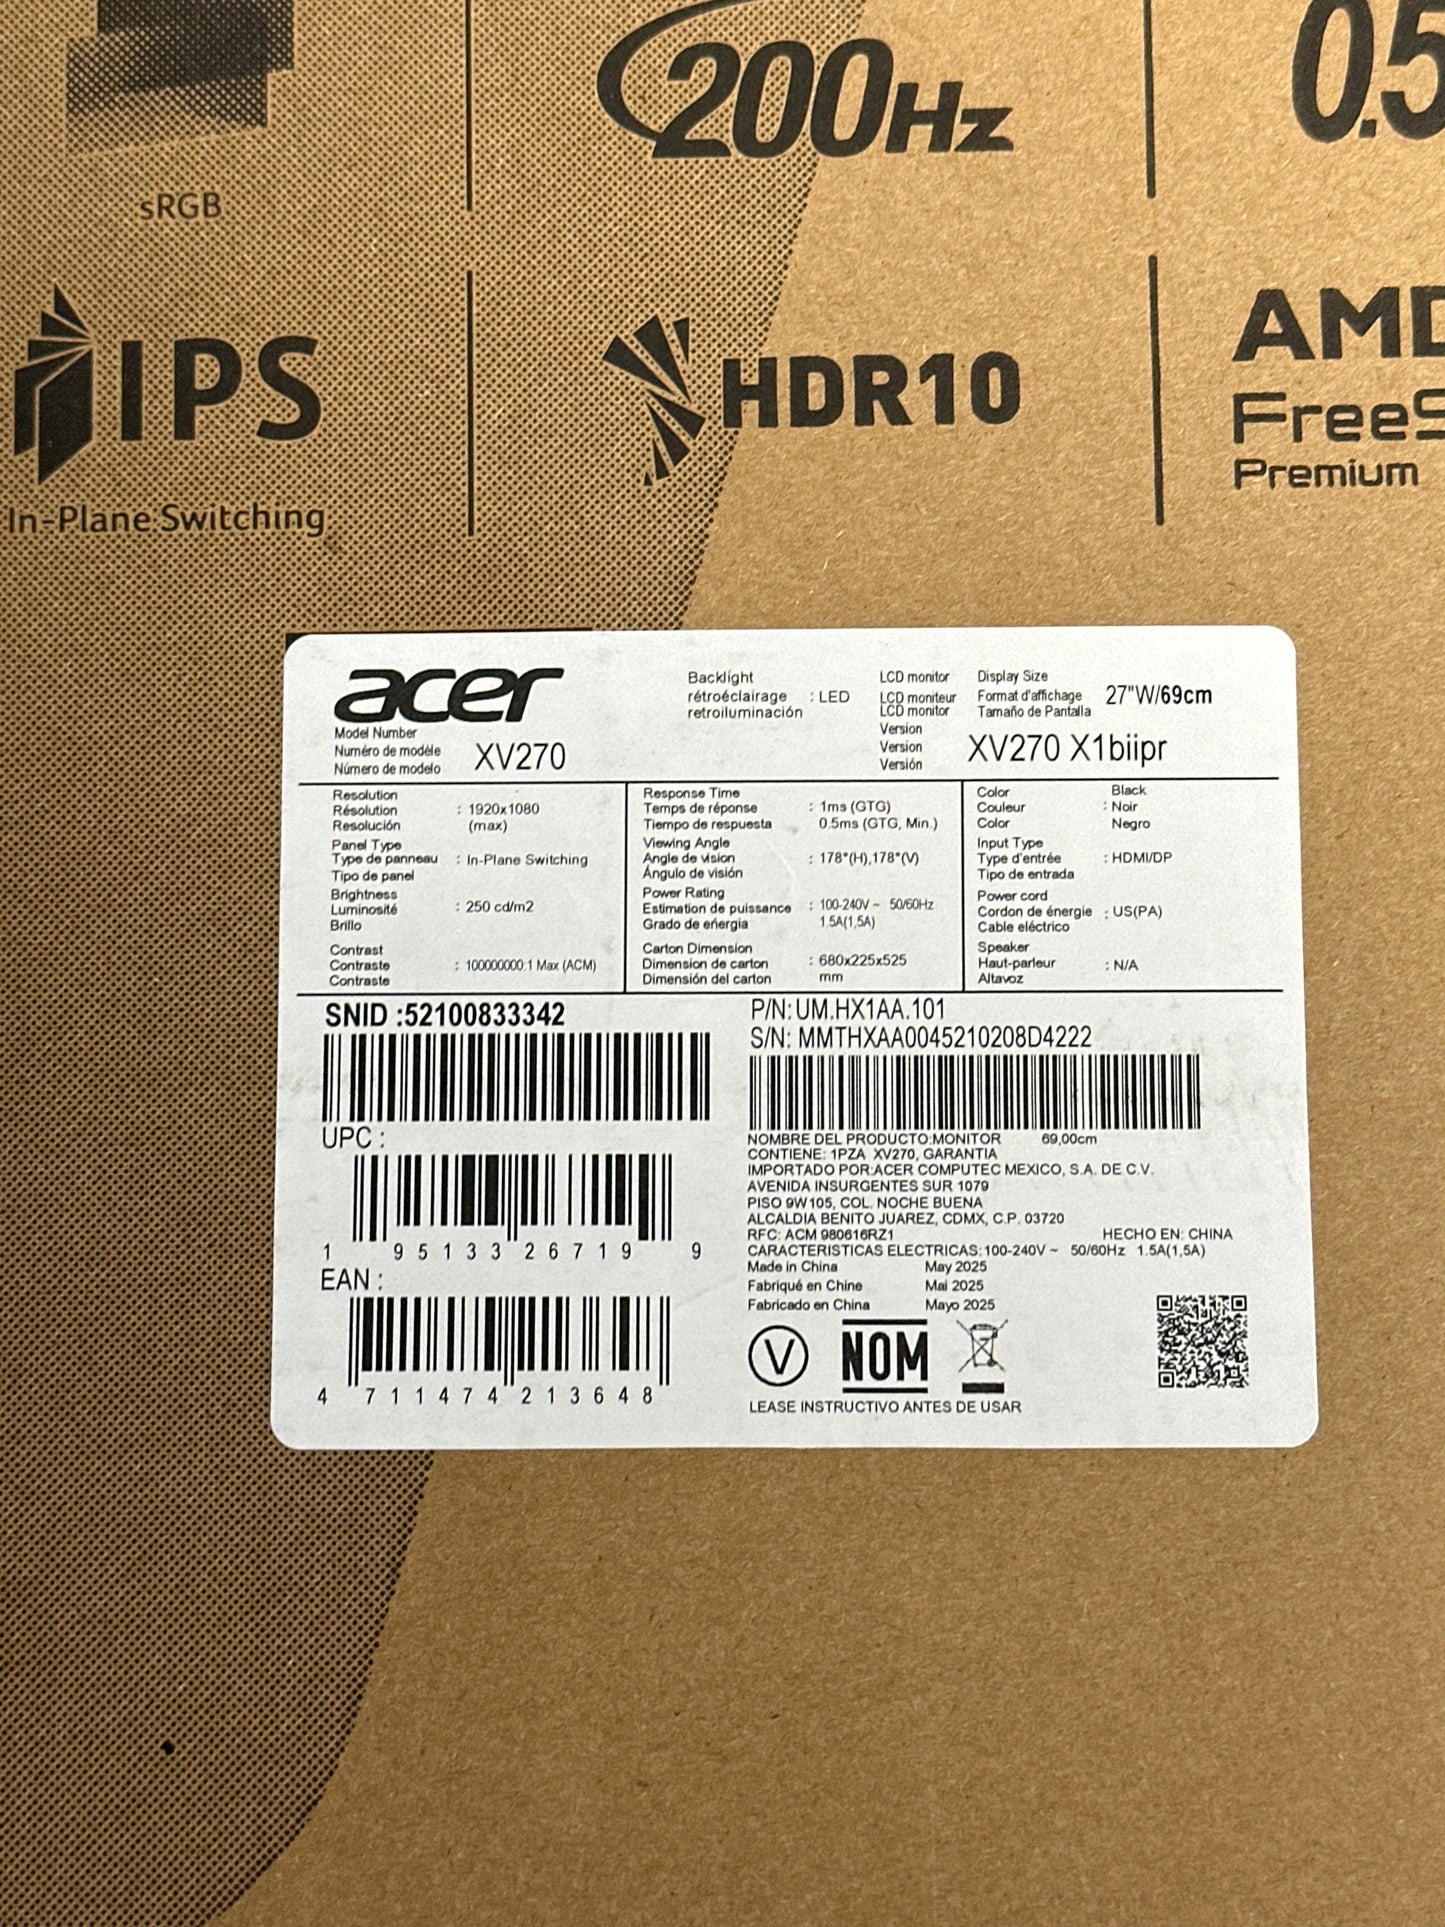 200Hz
0.5
sRGB
IPS
In-Plane Switching
HDR10
AMD
FreeS
Premium
acer
Model Number
Numéro de modèle
Número de modelo
XV270
Backlight
rétroéclairage : LED
retroiluminación
LCD monitor
LCD moniteur
LCD monitor
Version
Version
Versión
Display Size
Format d'affichage
Tamaño de Pantalla
27"W/69cm
XV270 X1biipr
Resolution
Résolution : 1920x1080
Resolución (max)
Panel Type
Type de panneau : In-Plane Switching
Tipo de panel
Brightness
Luminosité : 250 cd/m2
Brillo
Contrast
Contraste : 100000000:1 Max (ACM)
Contraste
Response Time
Temps de réponse : 1ms (GTG)
Tiempo de respuesta 0.5ms (GTG, Min.)
Viewing Angle
Angle de vision : 178°(H),178°(V)
Ángulo de visión
Power Rating
Estimation de puissance : 100-240V ~ 50/60Hz
Grado de energia 1.5A(1,5A)
Carton Dimension
Dimension de carton : 680x225x525
Dimensión del carton mm
Color Black
Couleur : Noir
Color Negro
Input Type
Type d'entrée : HDMI/DP
Tipo de entrada
Power cord
Cordon de énergie : US(PA)
Cable eléctrico
Speaker
Haut-parleur : N/A
Altavoz
SNID :52100833342
P/N: UM.HX1AA.101
S/N: MMTHXAA0045210208D4222
UPC :
1 95133 26719 9
EAN :
4 711474 213648
NOMBRE DEL PRODUCTO:MONITOR 69,00cm
CONTIENE: 1PZA XV270, GARANTIA
IMPORTADO POR:ACER COMPUTEC MEXICO, S.A. DE C.V.
AVENIDA INSURGENTES SUR 1079
PISO 9W105, COL. NOCHE BUENA
ALCALDIA BENITO JUAREZ, CDMX, C.P. 03720
RFC: ACM 980616RZ1 HECHO EN: CHINA
CARACTERISTICAS ELECTRICAS:100-240V ~ 50/60Hz 1.5A(1,5A)
Made in China May 2025
Fabriqué en Chine Mai 2025
Fabricado en China Mayo 2025
V
NOM
LEASE INSTRUCTIVO ANTES DE USAR